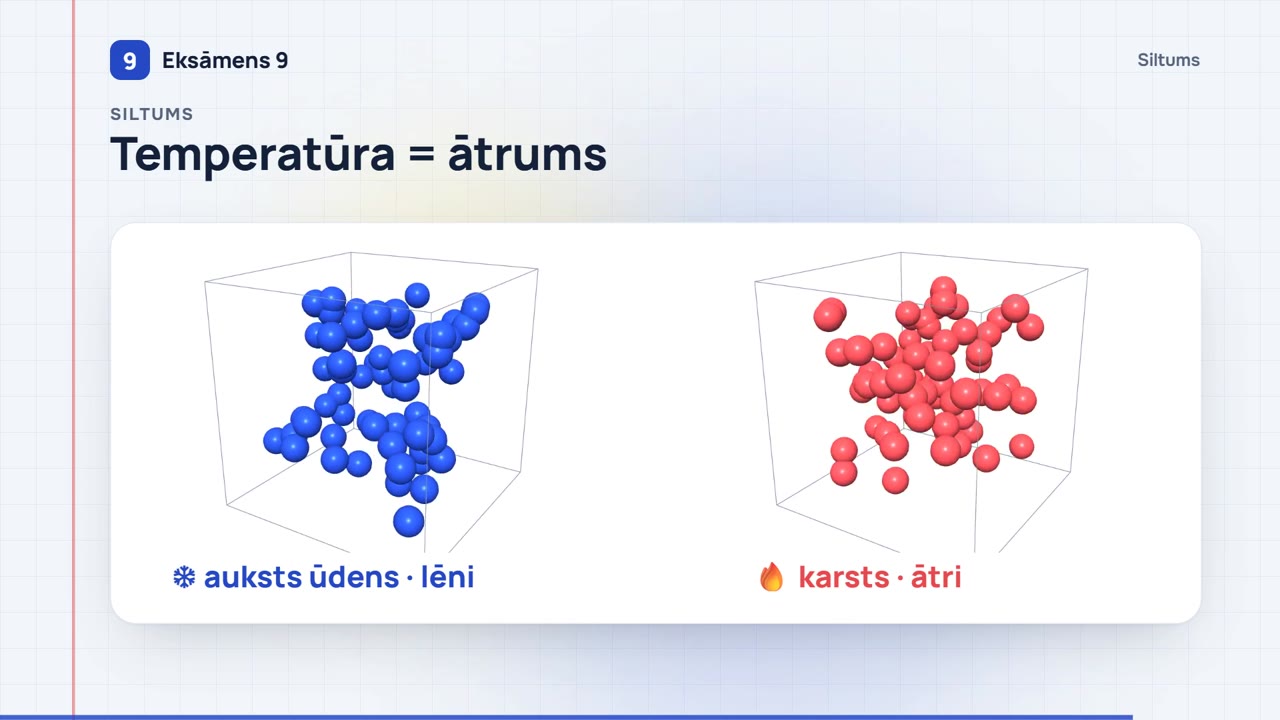 9 Eksāmens 9
Siltums
SILTUMS
Temperatūra = ātrums
❄ auksts ūdens · lēni
🔥 karsts · ātri